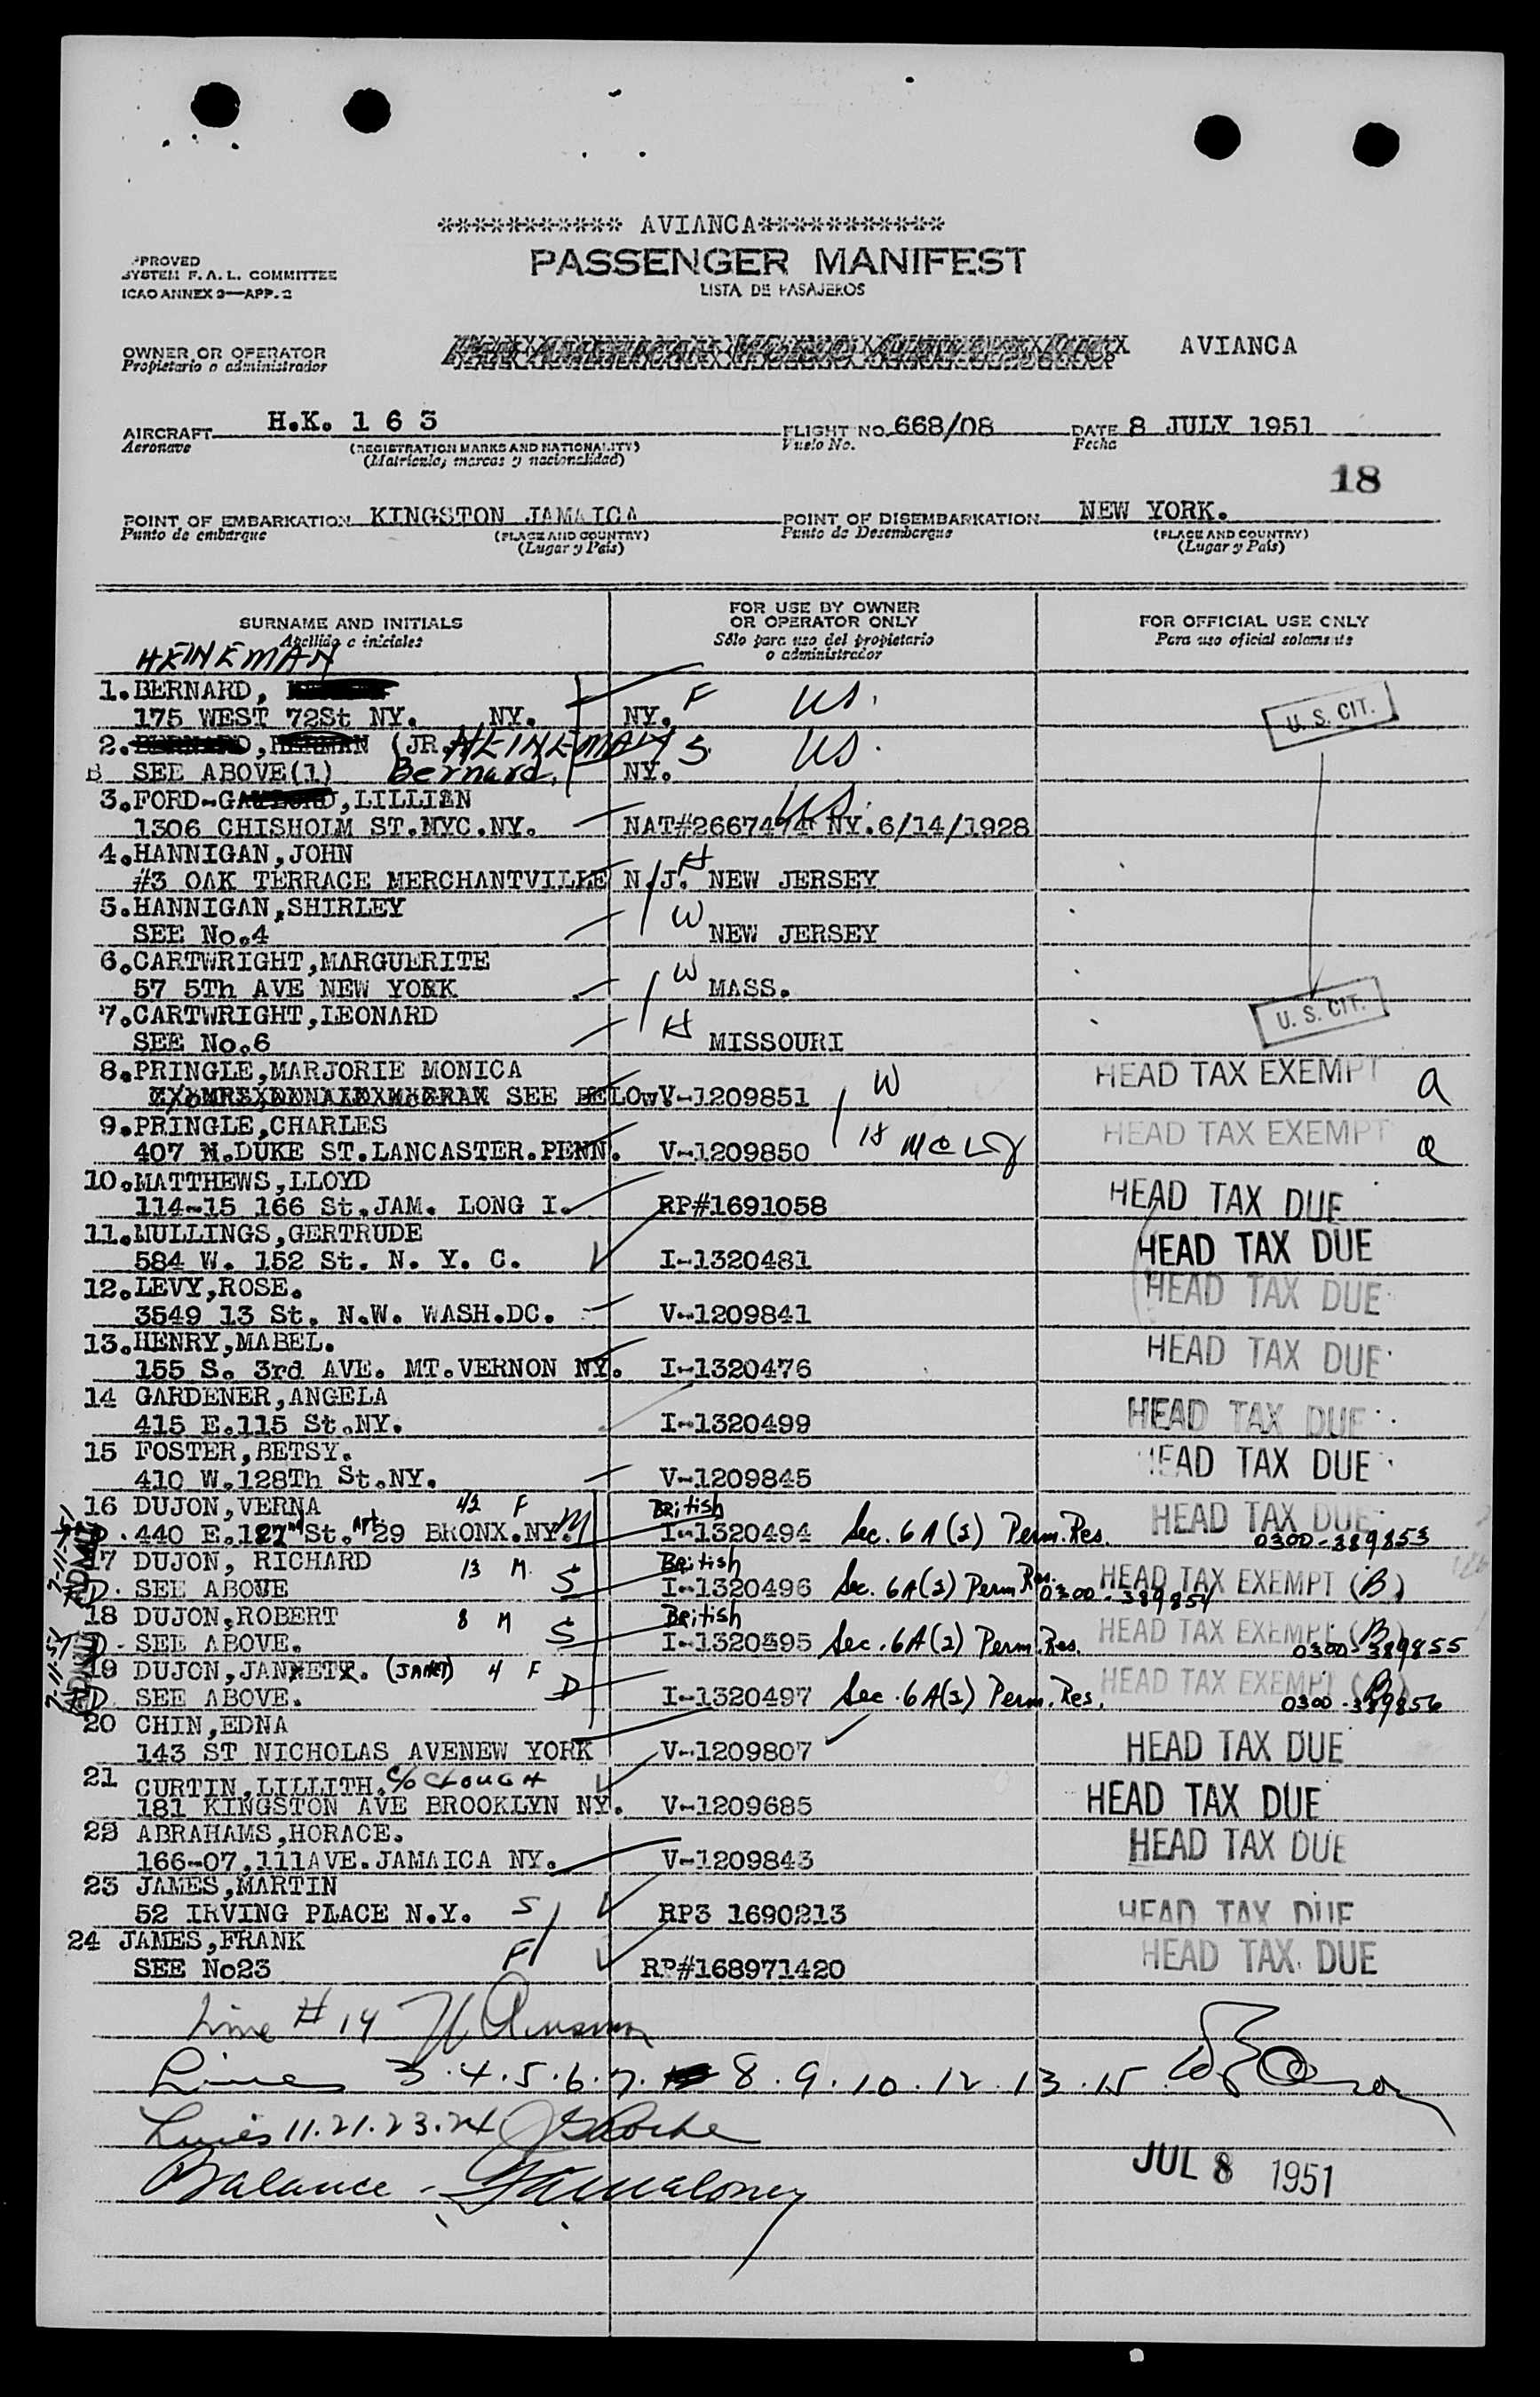 *********** AVIANCA***********
PASSENGER MANIFEST
LISTA DE PASAJEROS
PROVED
SYSTEM F. A. L. COMMITTEE
ICAO ANNEX 9—APP. 2
OWNER OR OPERATOR AVIANCA
Propietario o administrador
AIRCRAFT H.K. 1 6 3 FLIGHT NO. 668/08 DATE 8 JULY 1951
Aeronave (REGISTRATION MARKS AND NATIONALITY) Vuelo No. Fecha
(Matricula, marcas y nacionalidad)
18
POINT OF EMBARKATION KINGSTON JAMAICA POINT OF DISEMBARKATION NEW YORK.
Punto de embarque (PLACE AND COUNTRY) Punto de Desembarque (PLACE AND COUNTRY)
(Lugar y País) (Lugar y País)
SURNAME AND INITIALS FOR USE BY OWNER OR OPERATOR ONLY FOR OFFICIAL USE ONLY
Apellido e iniciales Sólo para uso del propietario o administrador Para uso oficial solamente
HEINEMAN
1. BERNARD, F US.
175 WEST 72St NY. NY. NY. U. S. CIT.
2. (JR. HEINEMAN S. US.
B SEE ABOVE(1) Bernard, NY.
3. FORD-GA ,LILLIAN US.
1306 CHISHOLM ST.NYC.NY. NAT#2667474 NY.6/14/1928
4. HANNIGAN,JOHN H
#3 OAK TERRACE MERCHANTVILLE N.J. NEW JERSEY
5. HANNIGAN,SHIRLEY W
SEE No.4 NEW JERSEY
6. CARTWRIGHT,MARGUERITE W
57 5Th AVE NEW YORK MASS.
7. CARTWRIGHT,LEONARD H U. S. CIT.
SEE No.6 MISSOURI
8. PRINGLE,MARJORIE MONICA W HEAD TAX EXEMPT a
SEE BELOW V-1209851
9. PRINGLE,CHARLES H HEAD TAX EXEMPT a
407 N.DUKE ST.LANCASTER.PENN. V-1209850
10. MATTHEWS,LLOYD HEAD TAX DUE
114-15 166 St.JAM. LONG I. RP#1691058
11. MULLINGS,GERTRUDE HEAD TAX DUE
584 W. 152 St. N. Y. C. I-1320481
12. LEVY,ROSE. HEAD TAX DUE
3549 13 St. N.W. WASH.DC. V-1209841
13. HENRY,MABEL. HEAD TAX DUE
155 S. 3rd AVE. MT.VERNON NY. I-1320476
14 GARDENER,ANGELA HEAD TAX DUE
415 E.115 St.NY. I-1320499
15 FOSTER,BETSY. HEAD TAX DUE
410 W.128Th St.NY. V-1209845
16 DUJON,VERNA 42 F British HEAD TAX DUE
440 E.187 St. Apt. 29 BRONX.NY. M I-1320494 Sec. 6A(3) Perm. Res. 0300-389853
17 DUJON, RICHARD 13 M. British HEAD TAX EXEMPT (B)
SEE ABOVE S I-1320496 Sec. 6A(3) Perm Res. 0300-389854
18 DUJON,ROBERT 8 M British HEAD TAX EXEMPT (B)
SEE ABOVE. S I-1320595 Sec. 6A(3) Perm. Res. 0300-389855
19 DUJON,JANNETT. (JANET) 4 F HEAD TAX EXEMPT (B)
SEE ABOVE. D I-1320497 Sec. 6A(3) Perm. Res. 0300-389856
7-11-51 ADMITTED
7-11-51 ADMITTED
20 CHIN,EDNA HEAD TAX DUE
143 ST NICHOLAS AVENEW YORK V-1209807
21 CURTIN,LILLITH. C/O CLOUGH HEAD TAX DUE
181 KINGSTON AVE BROOKLYN NY. V-1209685
22 ABRAHAMS,HORACE. HEAD TAX DUE
166-07.111AVE.JAMAICA NY. V-1209843
23 JAMES,MARTIN S HEAD TAX DUE
52 IRVING PLACE N.Y. RP3 1690213
24 JAMES,FRANK F HEAD TAX DUE
SEE No23 RP#168971420
Line # 14
Lines 3.4.5.6.7. 8.9.10.12.13.15
Lines 11.21.23.24
Balance -
JUL 8 1951